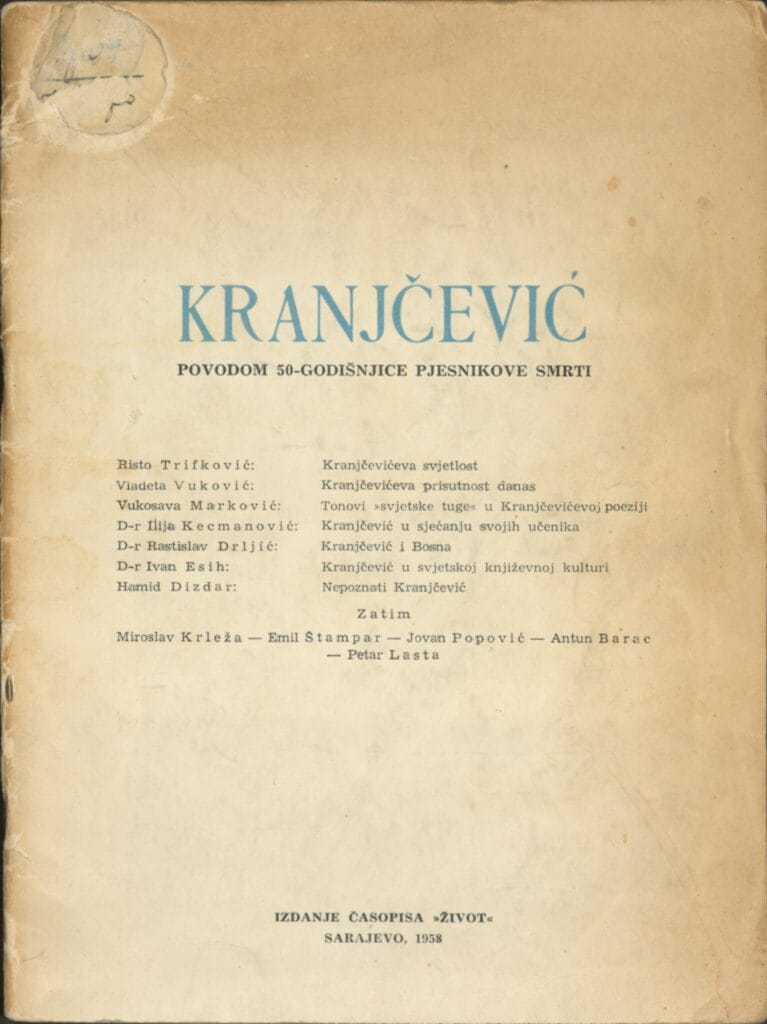 KRANJČEVIĆ
POVODOM 50-GODIŠNJICE PJESNIKOVE SMRTI
Risto Trifković: Kranjčevićeva svjetlost
Vladeta Vuković: Kranjčevićeva prisutnost danas
Vukosava Marković: Tonovi »svjetske tuge« u Kranjčevićevoj poeziji
D-r Ilija Kecmanović: Kranjčević u sjećanju svojih učenika
D-r Rastislav Drljić: Kranjčević i Bosna
D-r Ivan Esih: Kranjčević u svjetskoj književnoj kulturi
Hamid Dizdar: Nepoznati Kranjčević
Zatim
Miroslav Krleža — Emil Štampar — Jovan Popović — Antun Barac
— Petar Lasta
IZDANJE ČASOPISA »ŽIVOT«
SARAJEVO, 1958